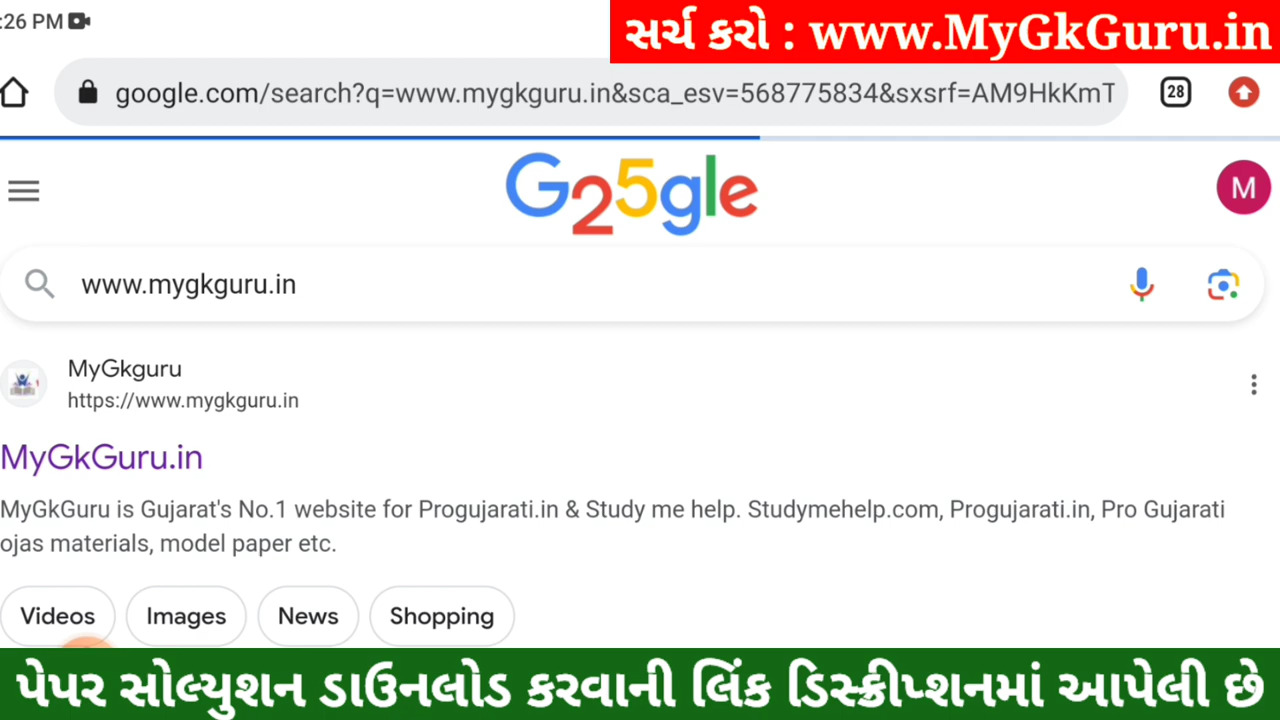 :26 PM
સર્ચ કરો : www.MyGkGuru.in
google.com/search?q=www.mygkguru.in&sca_esv=568775834&sxsrf=AM9HkKmT
28
G25gle
M
www.mygkguru.in
MyGkguru
https://www.mygkguru.in
MyGkGuru.in
MyGkGuru is Gujarat's No.1 website for Progujarati.in & Study me help. Studymehelp.com, Progujarati.in, Pro Gujarati
ojas materials, model paper etc.
Videos Images News Shopping
પેપર સોલ્યુશન ડાઉનલોડ કરવાની લિંક ડિસ્ક્રીપ્શનમાં આપેલી છે